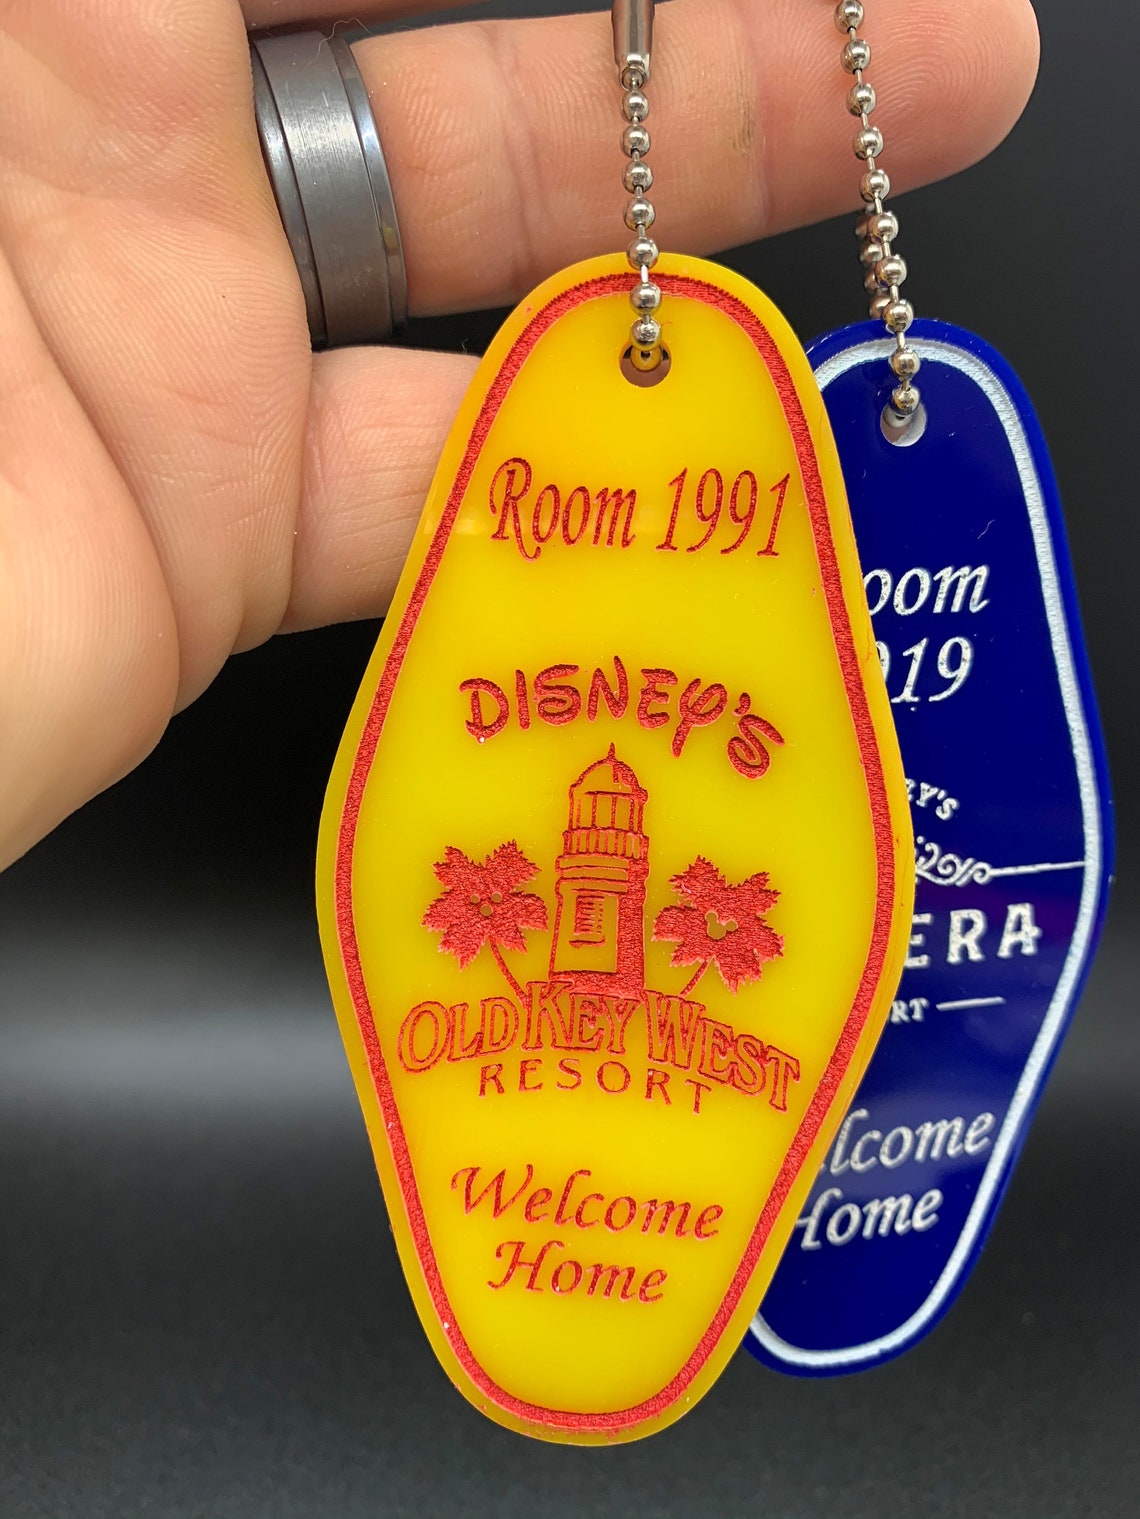 Room 1991
DISNEY'S
OLD KEY WEST
RESORT
Welcome
Home
oom
919
EY'S
ERA
RT
lcome
Home